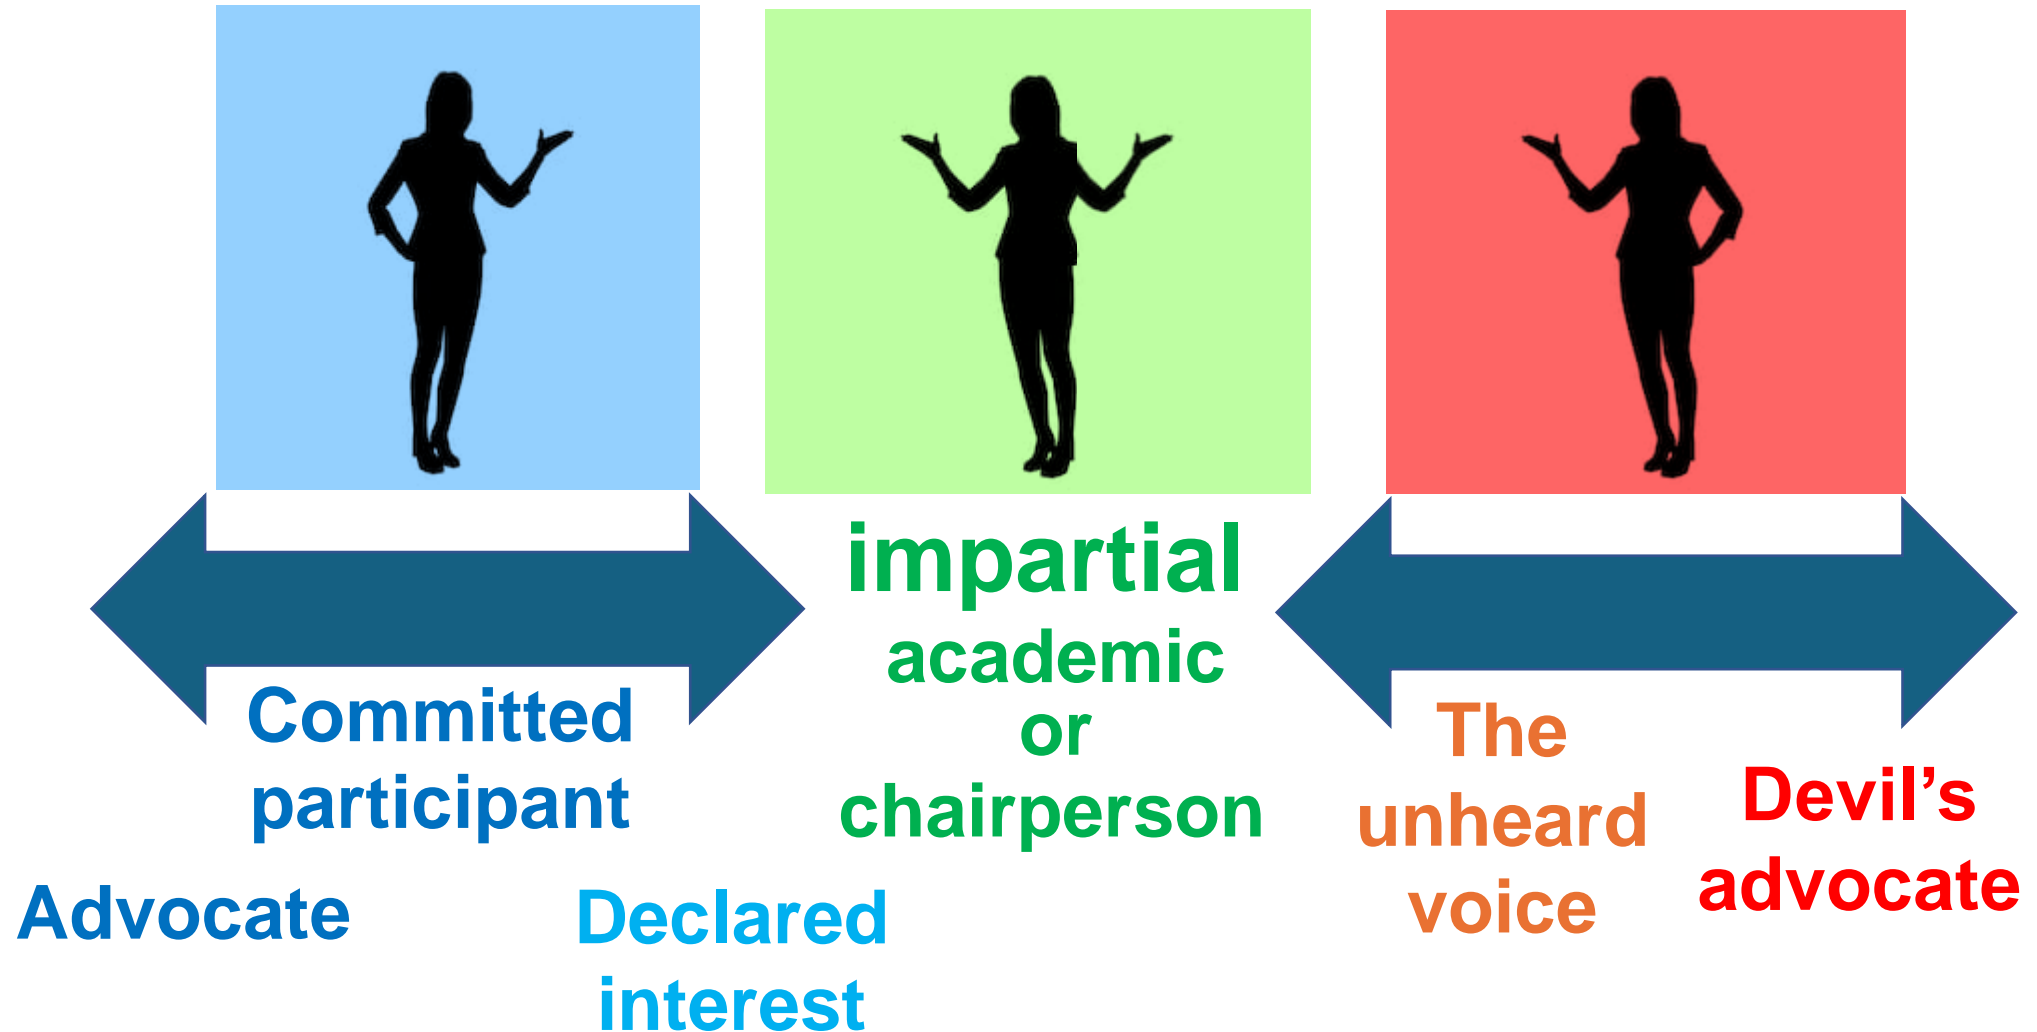 Committed
participant
Advocate
Declared
interest
impartial
academic
or
chairperson
The
unheard
voice
Devil’s
advocate